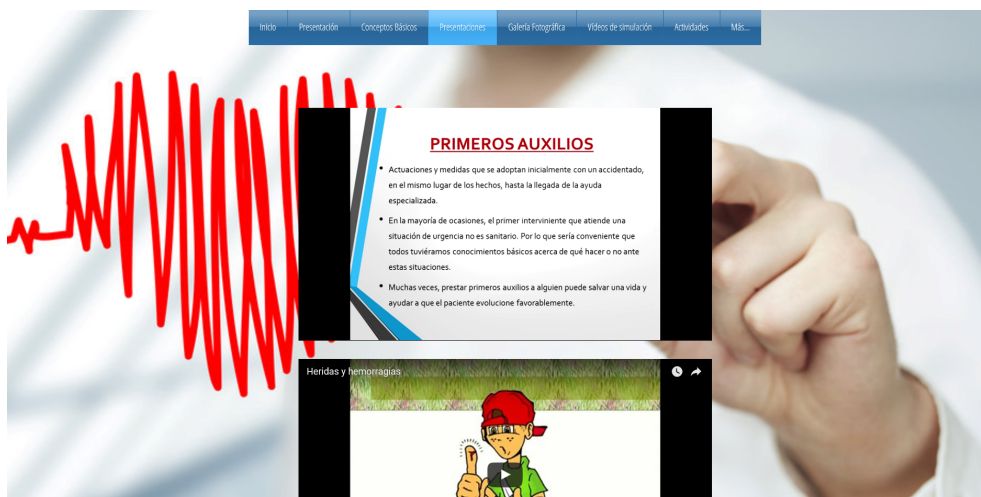 Inicio Presentación Conceptos Básicos Presentaciones Galería Fotográfica Vídeos de simulación Actividades Más...
PRIMEROS AUXILIOS
• Actuaciones y medidas que se adoptan inicialmente con un accidentado,
en el mismo lugar de los hechos, hasta la llegada de la ayuda
especializada.
• En la mayoría de ocasiones, el primer interviniente que atiende una
situación de urgencia no es sanitario. Por lo que sería conveniente que
todos tuviéramos conocimientos básicos acerca de qué hacer o no ante
estas situaciones.
• Muchas veces, prestar primeros auxilios a alguien puede salvar una vida y
ayudar a que el paciente evolucione favorablemente.
Heridas y hemorragias